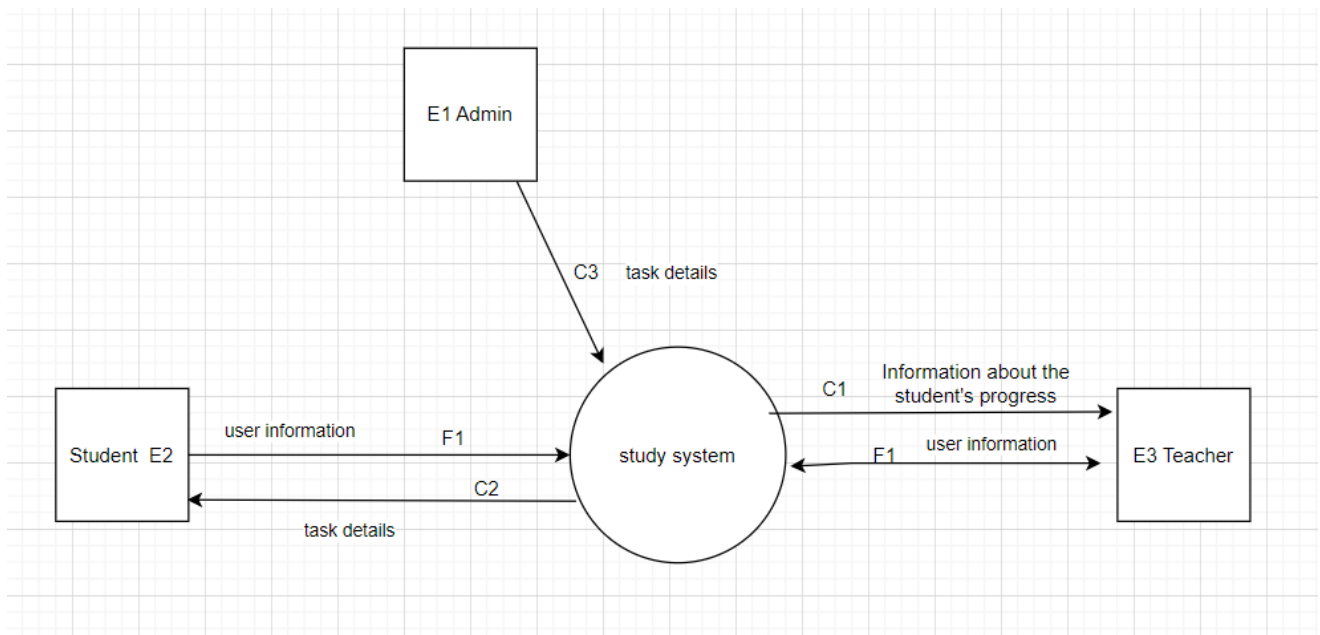 E1 Admin
C3 task details
Information about the
student's progress
C1
user information
F1
user information
F1
Student E2
study system
E3 Teacher
C2
task details